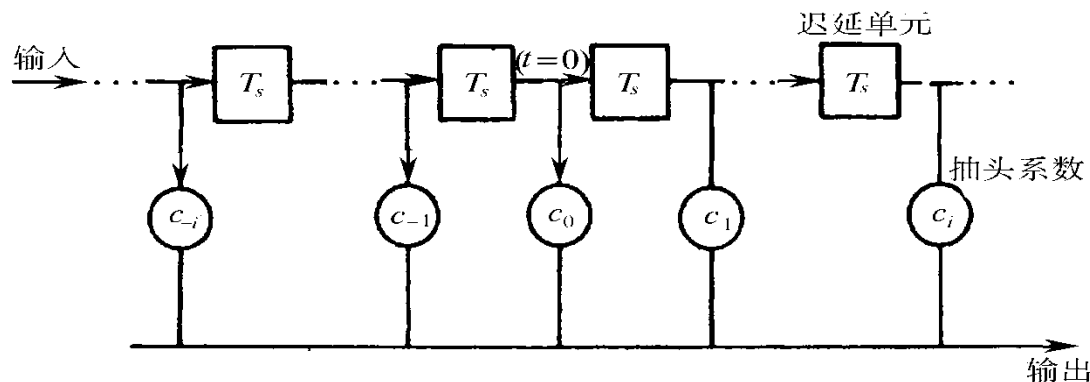 迟延单元
输入
(t=0)
T_s
T_s
T_s
T_s
抽头系数
c_{-i}
c_{-1}
c_0
c_1
c_i
输出